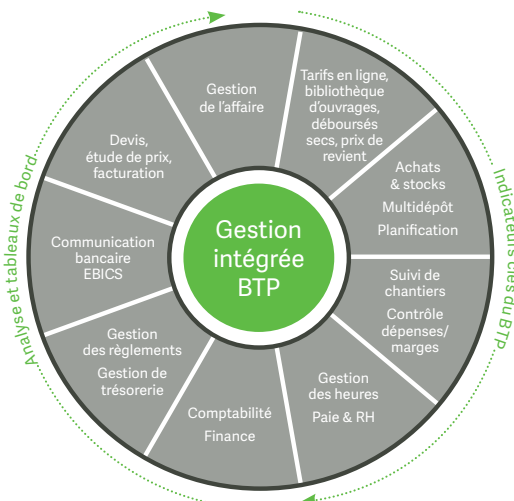 Gestion
de l'affaire
Tarifs en ligne,
bibliothèque
d'ouvrages,
déboursés
secs, prix de
revient
Achats
& stocks
Multidépôt
Planification
Suivi de
chantiers
Contrôle
dépenses/
marges
Gestion
des heures
Paie & RH
Comptabilité
Finance
Gestion
des règlements
Gestion de
trésorerie
Communication
bancaire
EBICS
Devis,
étude de prix,
facturation
Gestion
intégrée
BTP
Analyse et tableaux de bord
Indicateurs clés du BTP